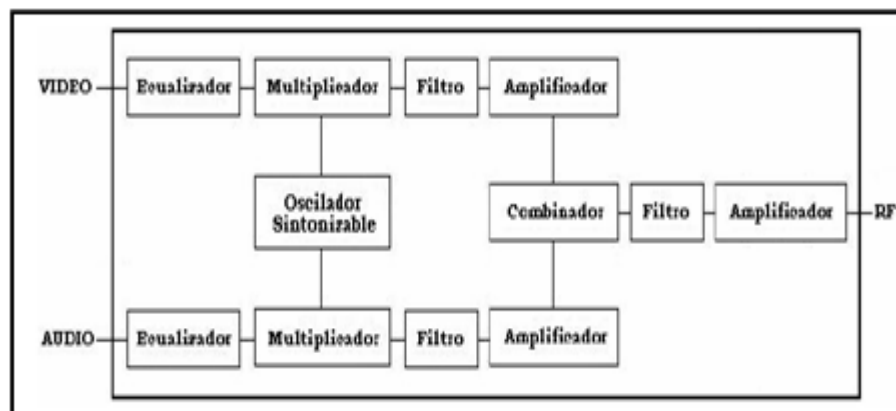 VIDEO
Ecualizador
Multiplicador
Filtro
Amplificador
Oscilador
Sintonizable
Combinador
Filtro
Amplificador
RF
AUDIO
Ecualizador
Multiplicador
Filtro
Amplificador